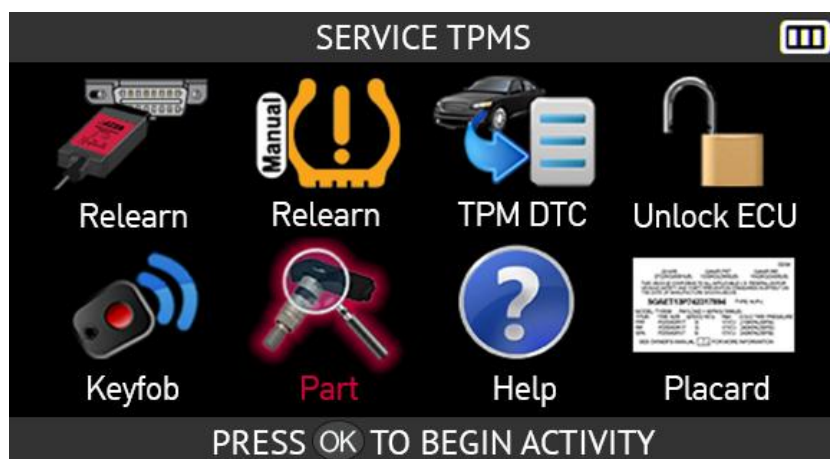 SERVICE TPMS
Manual
Relearn
Relearn
TPM DTC
Unlock ECU
Keyfob
Part
Help
Placard
PRESS OK TO BEGIN ACTIVITY